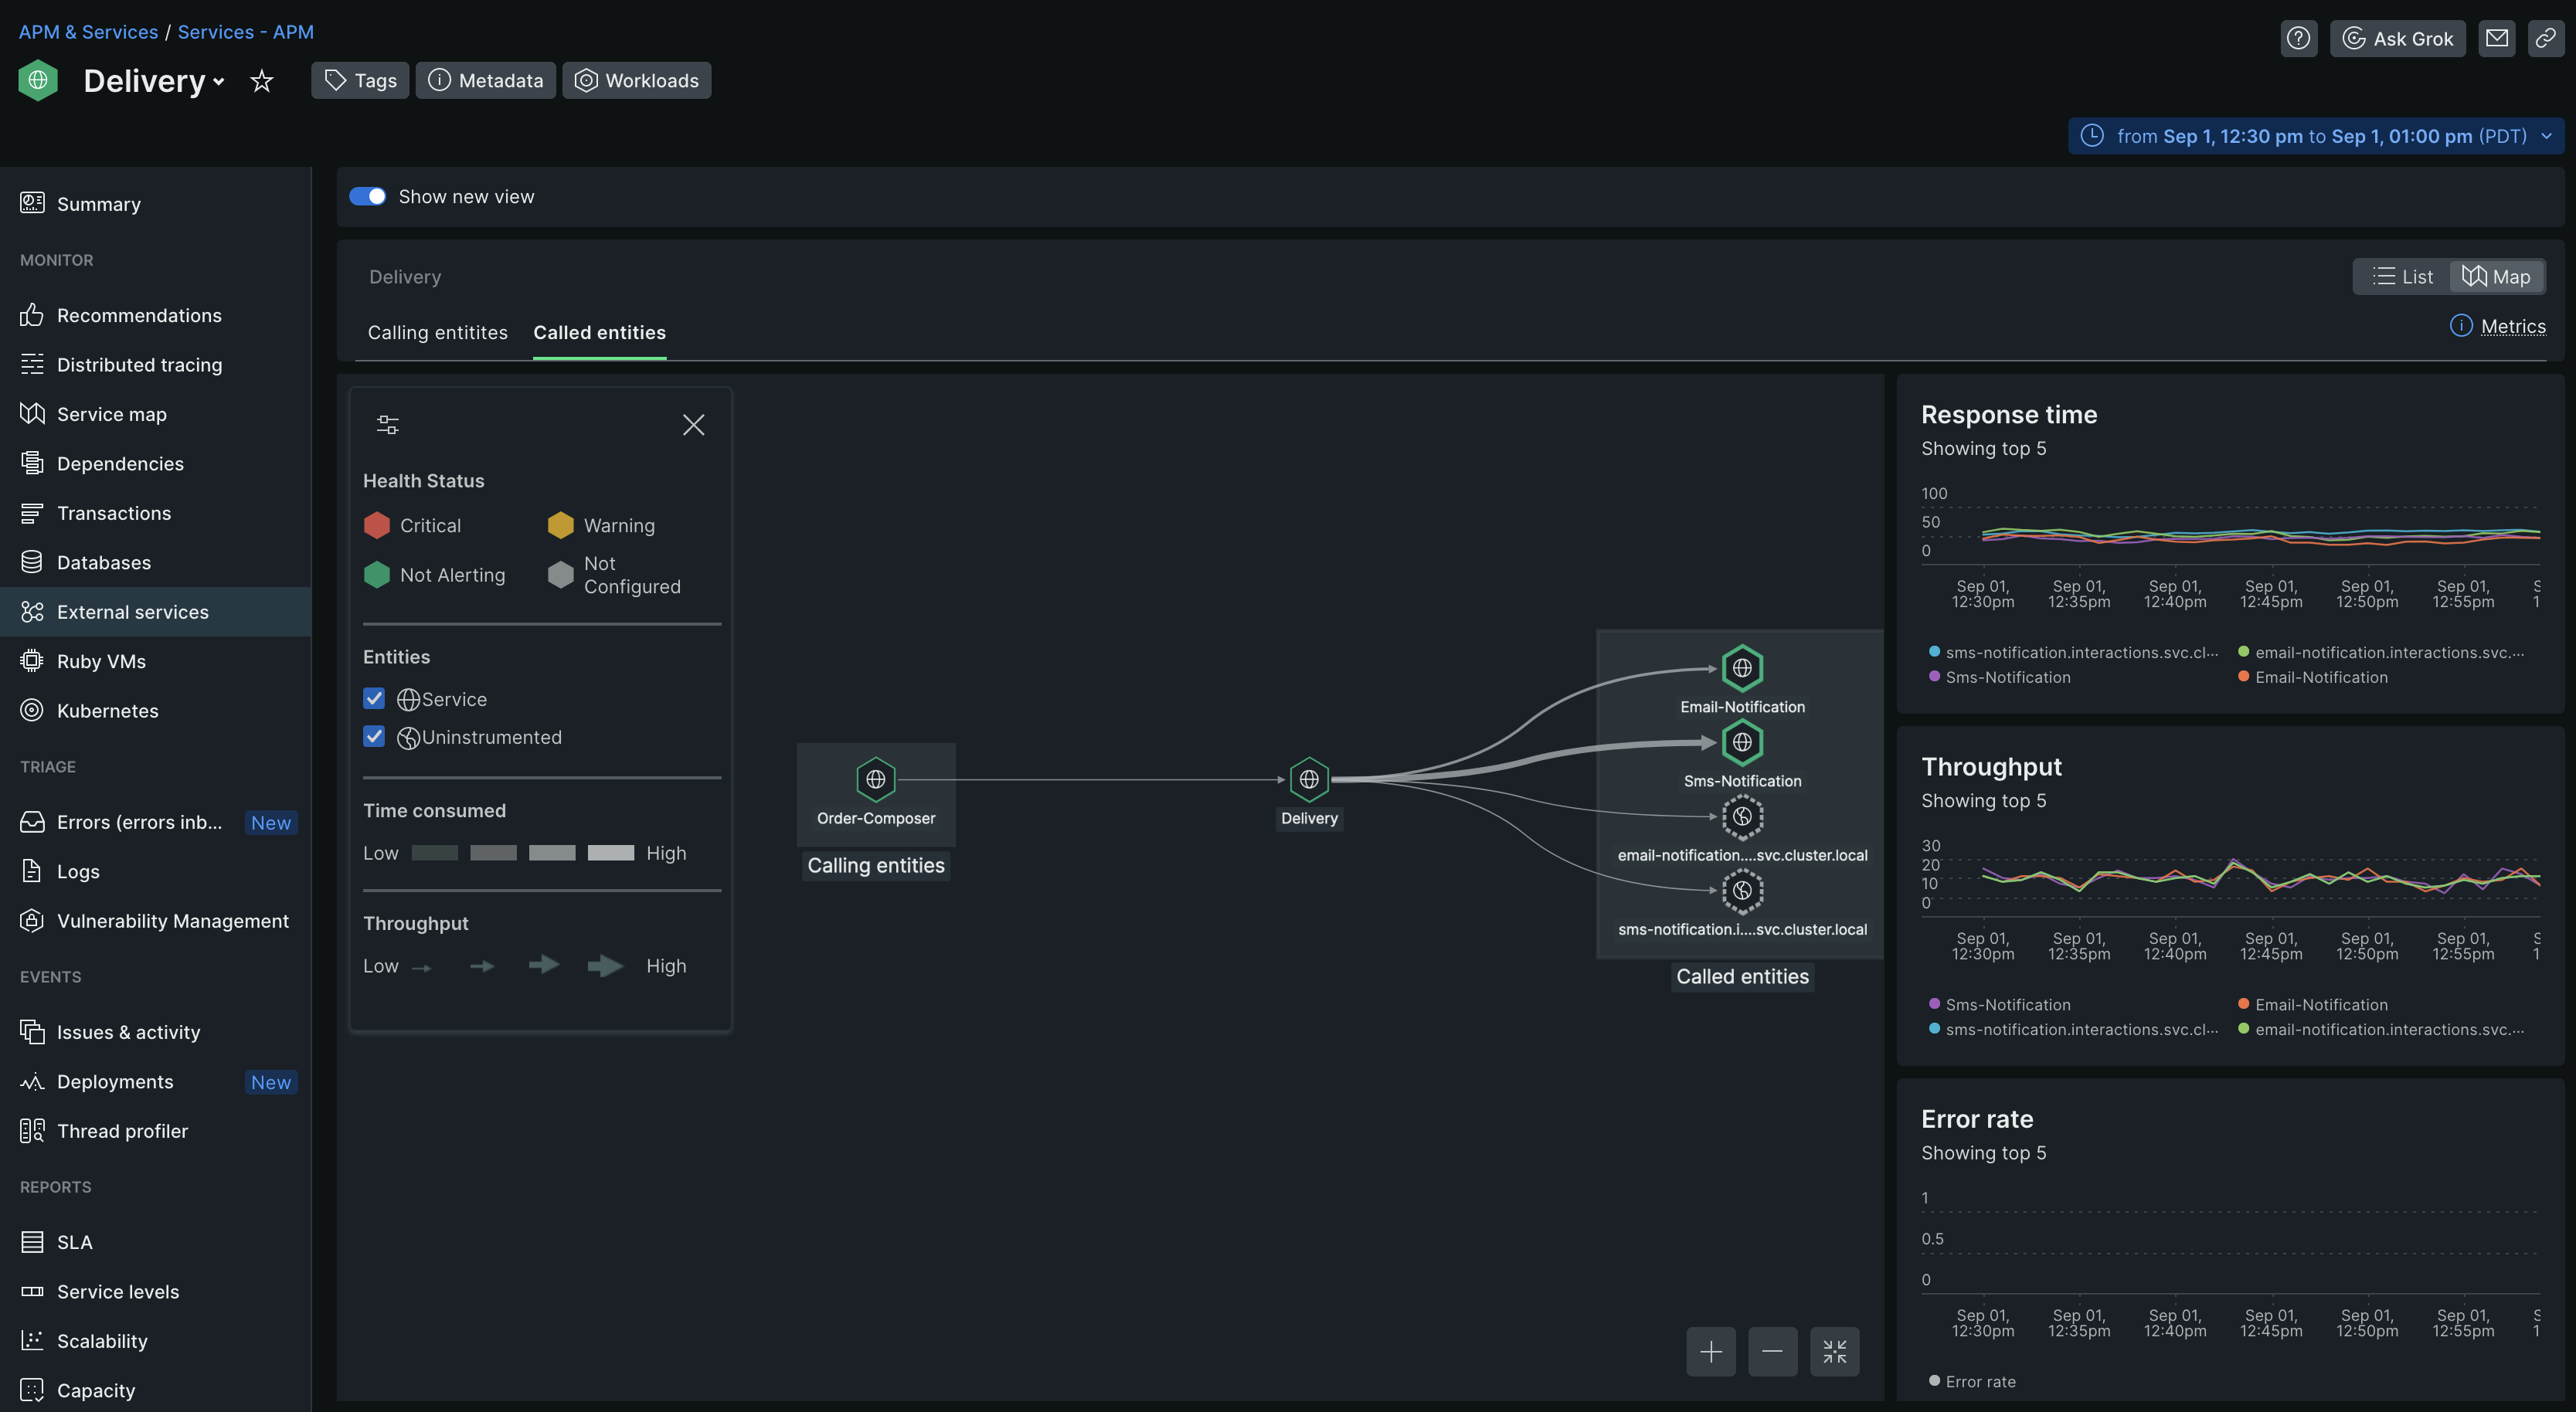 APM & Services / Services - APM
Ask Grok
Delivery
Tags
Metadata
Workloads
from Sep 1, 12:30 pm to Sep 1, 01:00 pm (PDT)
Summary
MONITOR
Recommendations
Distributed tracing
Service map
Dependencies
Transactions
Databases
External services
Ruby VMs
Kubernetes
TRIAGE
Errors (errors inb... New
Logs
Vulnerability Management
EVENTS
Issues & activity
Deployments New
Thread profiler
REPORTS
SLA
Service levels
Scalability
Capacity
Show new view
Delivery
List
Map
Calling entitites
Called entities
Metrics
Health Status
Critical
Warning
Not Alerting
Not
Configured
Entities
Service
Uninstrumented
Time consumed
Low
High
Throughput
Low
High
Order-Composer
Calling entities
Delivery
Email-Notification
Sms-Notification
email-notification....svc.cluster.local
sms-notification.i....svc.cluster.local
Called entities
Response time
Showing top 5
100
50
0
Sep 01, Sep 01, Sep 01, Sep 01, Sep 01, Sep 01, S
12:30pm 12:35pm 12:40pm 12:45pm 12:50pm 12:55pm 1
sms-notification.interactions.svc.cl... email-notification.interactions.svc....
Sms-Notification Email-Notification
Throughput
Showing top 5
30
20
10
0
Sep 01, Sep 01, Sep 01, Sep 01, Sep 01, Sep 01, S
12:30pm 12:35pm 12:40pm 12:45pm 12:50pm 12:55pm 1
Sms-Notification Email-Notification
sms-notification.interactions.svc.cl... email-notification.interactions.svc....
Error rate
Showing top 5
1
0.5
0
Sep 01, Sep 01, Sep 01, Sep 01, Sep 01, Sep 01, S
12:30pm 12:35pm 12:40pm 12:45pm 12:50pm 12:55pm 1
Error rate